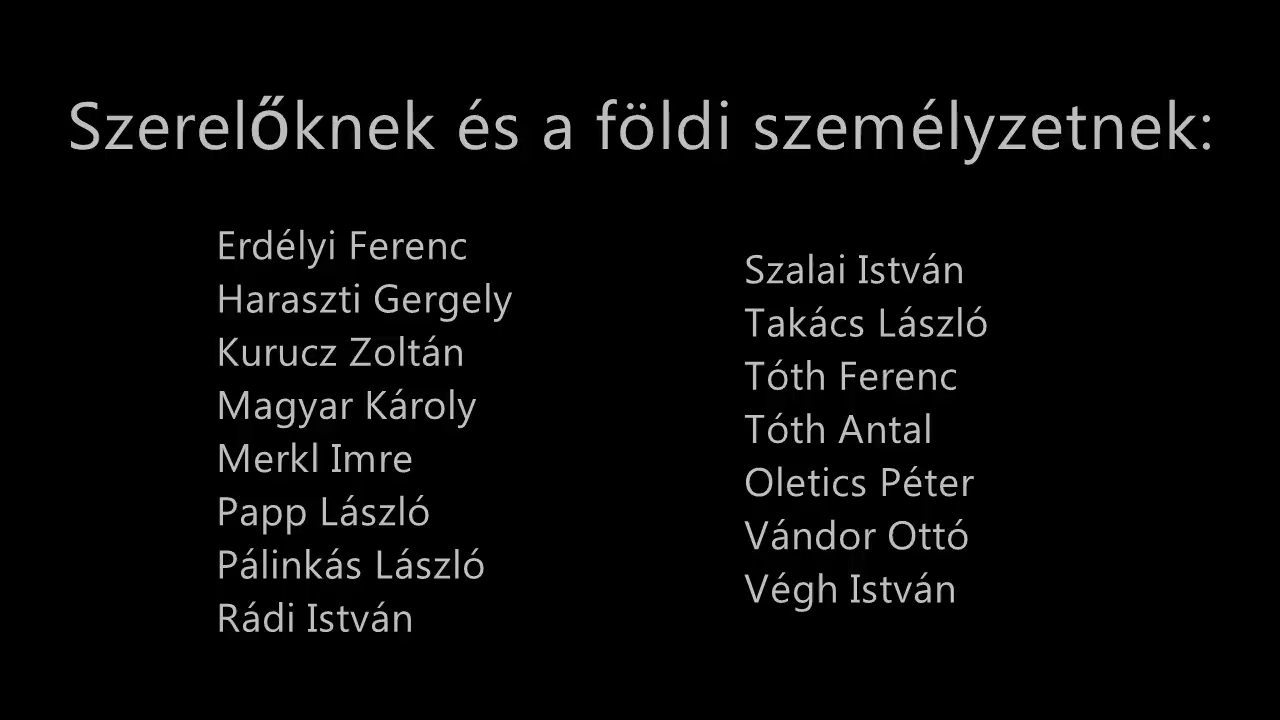 Szerelőknek és a földi személyzetnek:
Erdélyi Ferenc
Haraszti Gergely
Kurucz Zoltán
Magyar Károly
Merkl Imre
Papp László
Pálinkás László
Rádi István
Szalai István
Takács László
Tóth Ferenc
Tóth Antal
Oletics Péter
Vándor Ottó
Végh István